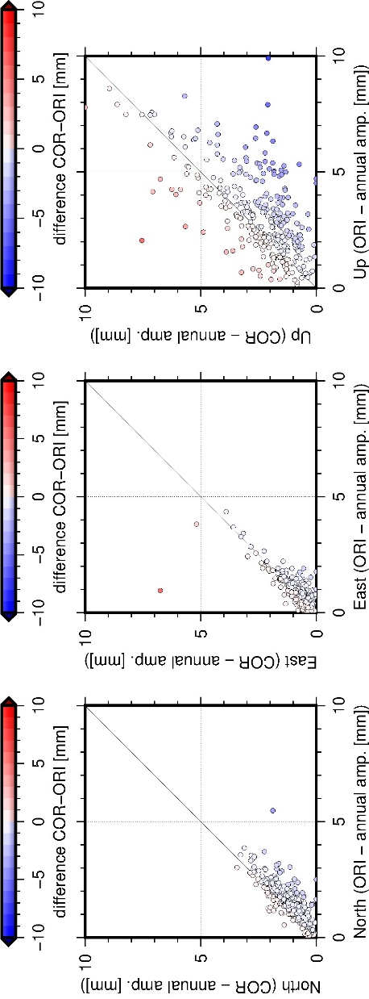 −10 −5 0 5 10
difference COR−ORI [mm]
North (COR − annual amp. [mm])
10
5
0
0 5 10
North (ORI − annual amp. [mm])
−10 −5 0 5 10
difference COR−ORI [mm]
East (COR − annual amp. [mm])
10
5
0
0 5 10
East (ORI − annual amp. [mm])
−10 −5 0 5 10
difference COR−ORI [mm]
Up (COR − annual amp. [mm])
10
5
0
0 5 10
Up (ORI − annual amp. [mm])